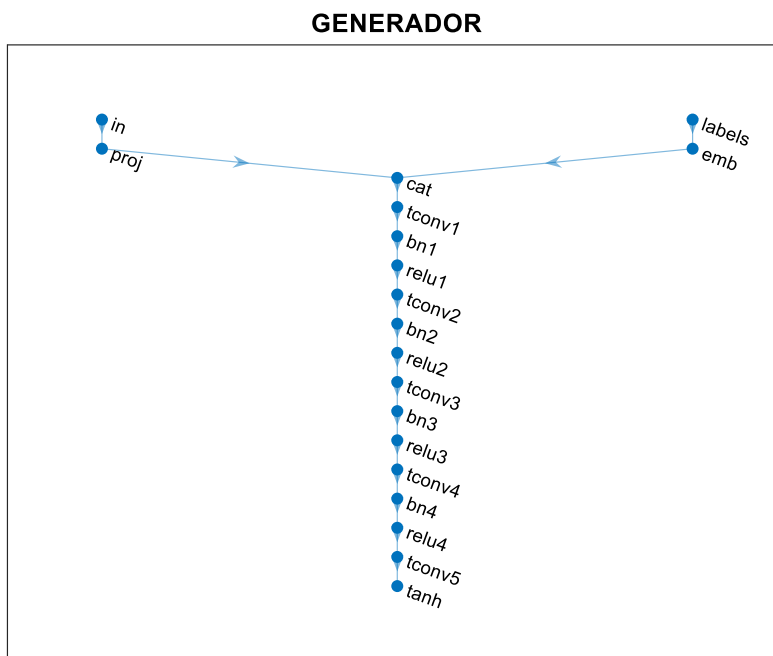 GENERADOR
in
labels
proj
emb
cat
tconv1
bn1
relu1
tconv2
bn2
relu2
tconv3
bn3
relu3
tconv4
bn4
relu4
tconv5
tanh